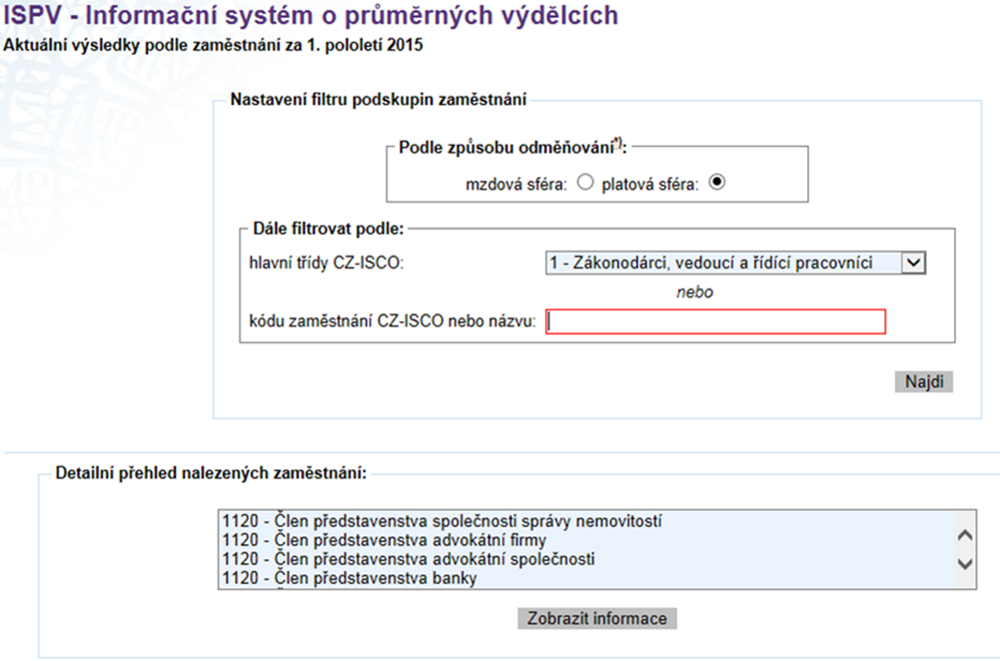 ISPV - Informační systém o průměrných výdělcích
Aktuální výsledky podle zaměstnání za 1. pololetí 2015
Nastavení filtru podskupin zaměstnání
Podle způsobu odměňování*):
mzdová sféra: platová sféra:
Dále filtrovat podle:
hlavní třídy CZ-ISCO: 1 - Zákonodárci, vedoucí a řídící pracovníci
nebo
kódu zaměstnání CZ-ISCO nebo názvu:
Najdi
Detailní přehled nalezených zaměstnání:
1120 - Člen představenstva společnosti správy nemovitostí
1120 - Člen představenstva advokátní firmy
1120 - Člen představenstva advokátní společnosti
1120 - Člen představenstva banky
Zobrazit informace